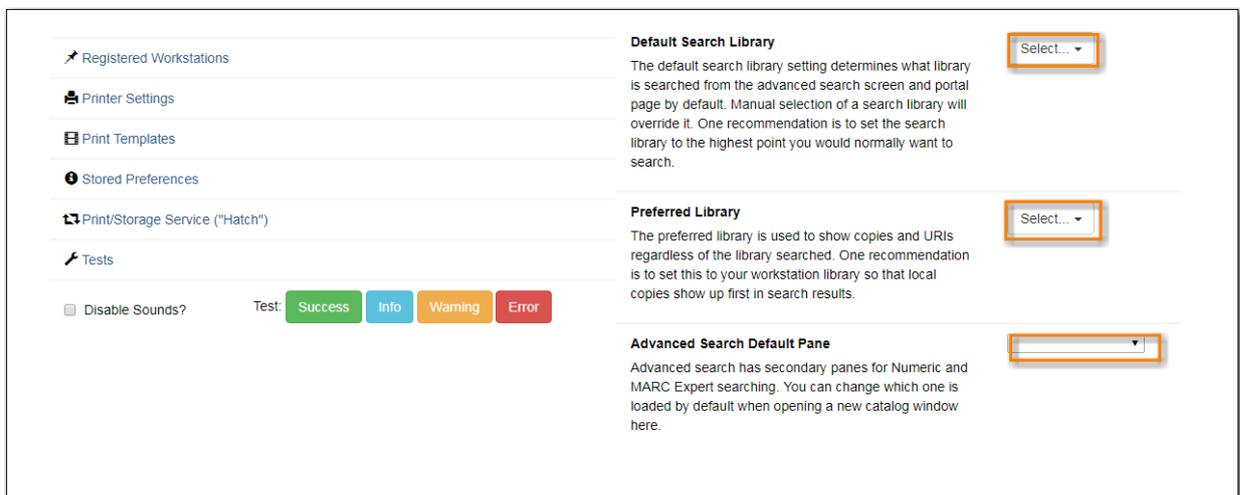 Registered Workstations
Printer Settings
Print Templates
Stored Preferences
Print/Storage Service ("Hatch")
Tests
Disable Sounds?
Test: Success Info Warning Error
Default Search Library
Select...
The default search library setting determines what library
is searched from the advanced search screen and portal
page by default. Manual selection of a search library will
override it. One recommendation is to set the search
library to the highest point you would normally want to
search.
Preferred Library
Select...
The preferred library is used to show copies and URIs
regardless of the library searched. One recommendation
is to set this to your workstation library so that local
copies show up first in search results.
Advanced Search Default Pane
Advanced search has secondary panes for Numeric and
MARC Expert searching. You can change which one is
loaded by default when opening a new catalog window
here.